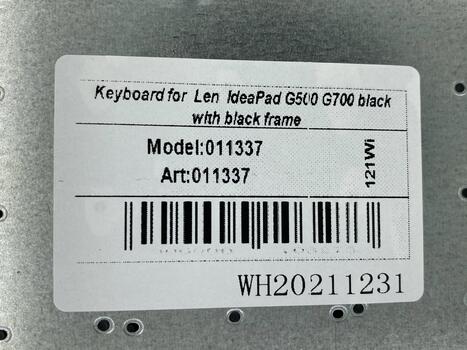 Keyboard for Len IdeaPad G500 G700 black
with black frame
Model:011337
Art:011337
121Wi
WH20211231